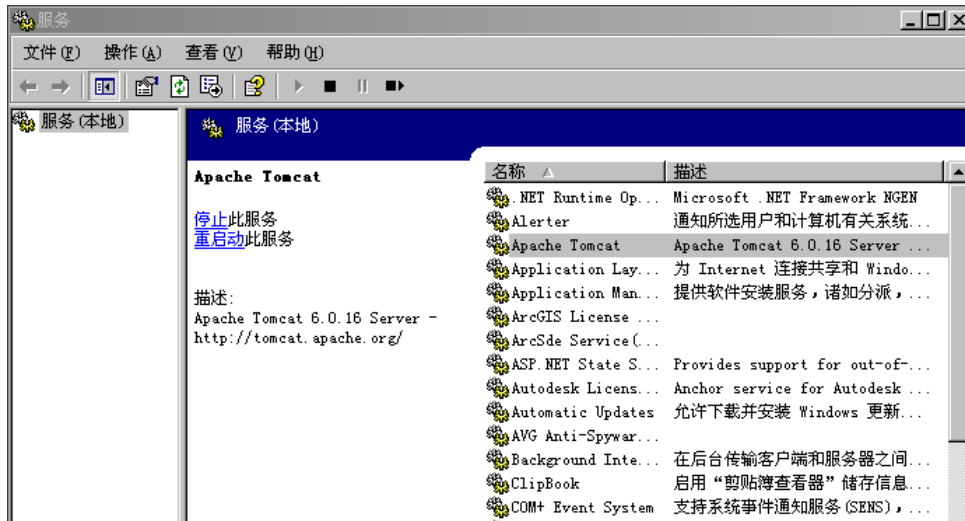 服务
文件(F) 操作(A) 查看(V) 帮助(H)
服务(本地)
服务(本地)
Apache Tomcat
停止此服务
重启动此服务
描述:
Apache Tomcat 6.0.16 Server -
http://tomcat.apache.org/
名称 描述
.NET Runtime Op... Microsoft .NET Framework NGEN
Alerter 通知所选用户和计算机有关系统...
Apache Tomcat Apache Tomcat 6.0.16 Server ...
Application Lay... 为 Internet 连接共享和 Windo...
Application Man... 提供软件安装服务，诸如分派，...
ArcGIS License ...
ArcSde Service(...
ASP.NET State S... Provides support for out-of-...
Autodesk Licens... Anchor service for Autodesk ...
Automatic Updates 允许下载并安装 Windows 更新...
AVG Anti-Spywar...
Background Inte... 在后台传输客户端和服务器之间...
ClipBook 启用“剪贴簿查看器”储存信息...
COM+ Event System 支持系统事件通知服务(SENS)，...